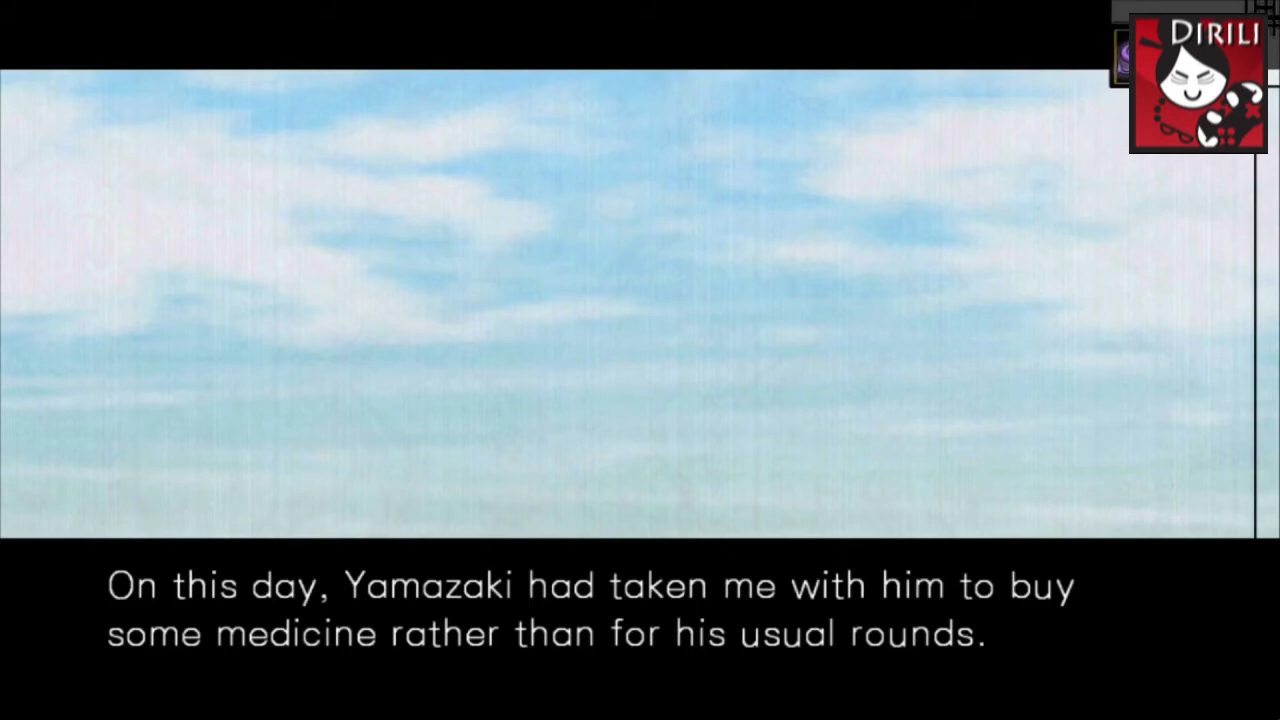 DIRILI
On this day, Yamazaki had taken me with him to buy
some medicine rather than for his usual rounds.